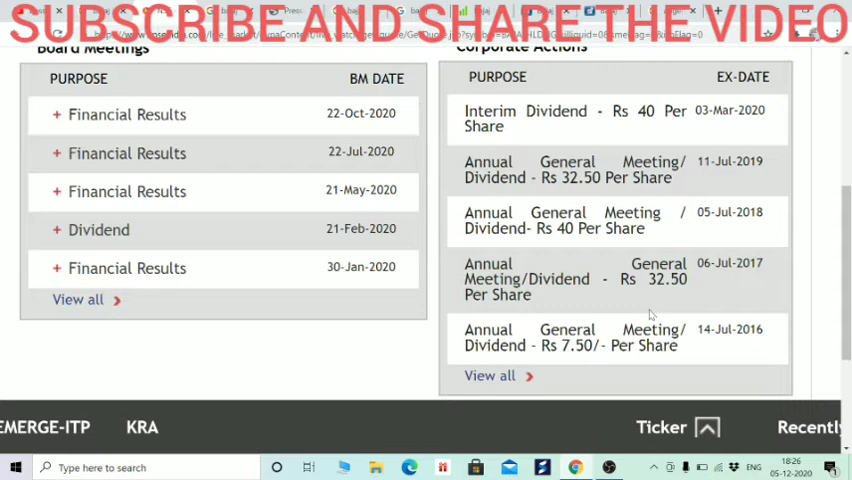 SUBSCRIBE AND SHARE THE VIDEO
Board Meetings
PURPOSE BM DATE
+ Financial Results 22-Oct-2020
+ Financial Results 22-Jul-2020
+ Financial Results 21-May-2020
+ Dividend 21-Feb-2020
+ Financial Results 30-Jan-2020
View all
Corporate Actions
PURPOSE EX-DATE
Interim Dividend - Rs 40 Per 03-Mar-2020
Share
Annual General Meeting/ 11-Jul-2019
Dividend - Rs 32.50 Per Share
Annual General Meeting / 05-Jul-2018
Dividend- Rs 40 Per Share
Annual General 06-Jul-2017
Meeting/Dividend - Rs 32.50
Per Share
Annual General Meeting/ 14-Jul-2016
Dividend - Rs 7.50/- Per Share
View all
EMERGE-ITP KRA Ticker Recently
Type here to search
ENG
18:26
05-12-2020